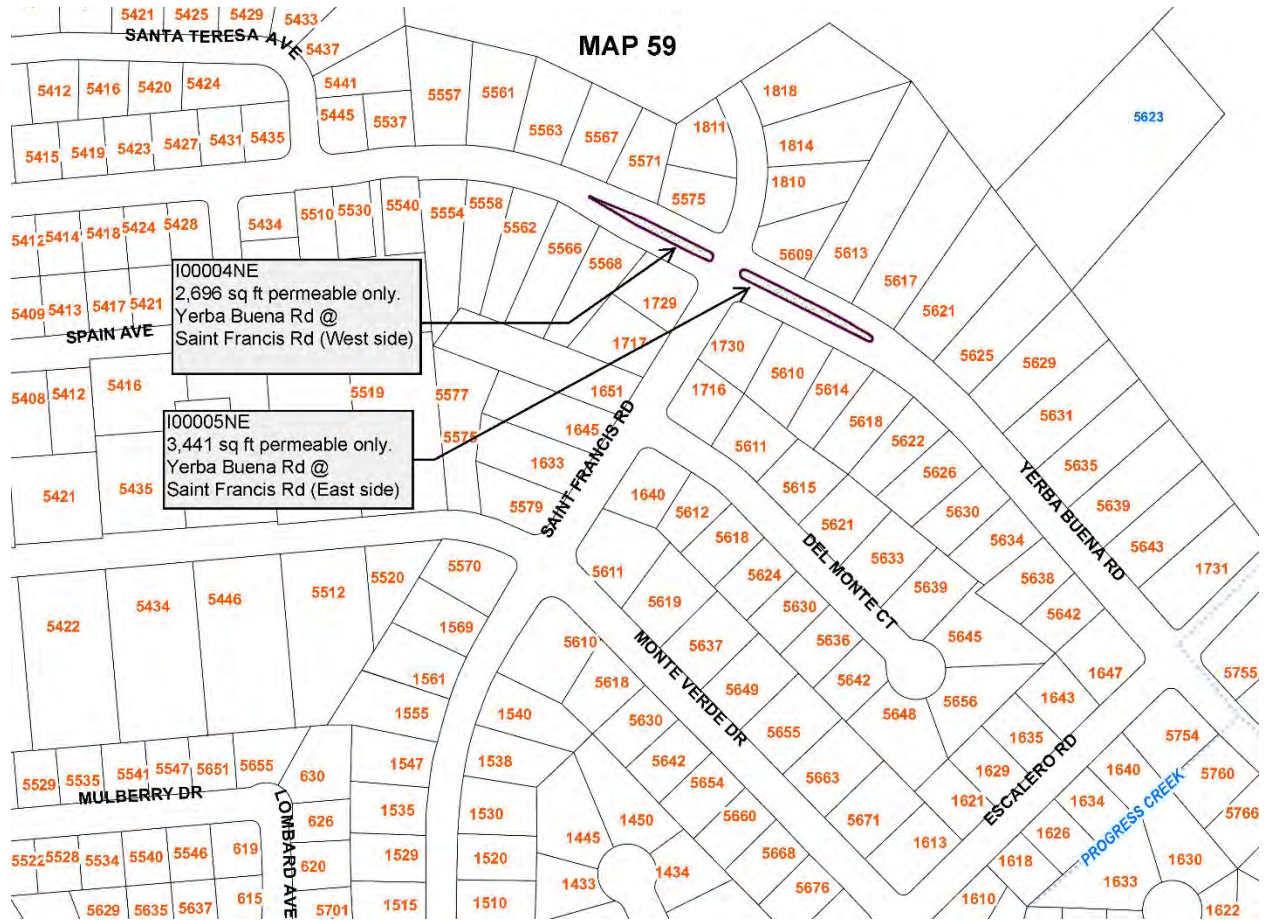 MAP 59
5421 5425 5429 5433
SANTA TERESA AVE
5437
5441
5412 5416 5420 5424
5445 5537
5557 5561 5563 5567 5571 5575
1811
1818
1814
1810
5623
5415 5419 5423 5427 5431 5435
5412 5414 5418 5424 5428
5434 5510 5530 5540 5554 5558 5562 5566 5568
5609 5613 5617 5621
5409 5413 5417 5421
SPAIN AVE
I00004NE
2,696 sq ft permeable only.
Yerba Buena Rd @
Saint Francis Rd (West side)
1729
1717
1651
1645
1633
5579
SAINT FRANCIS RD
1730
1716
5610 5614 5618 5622 5626 5630 5634 5638 5642
5625 5629 5631 5635 5639 5643 1731
YERBA BUENA RD
5408 5412 5416
5519
5577
5575
I00005NE
3,441 sq ft permeable only.
Yerba Buena Rd @
Saint Francis Rd (East side)
5421 5435
5611 5615 5621 5633 5639 5645
1640 5612 5618 5624 5630 5636 5642 5648 5656
DEL MONTE CT
5611 5619 5637 5649 5655 5663 5671 1613
MONTE VERDE DR
5422 5434 5446 5512 5520 5570
1569
1561
1555
1547
1535
1529
1515
5610 5618 5630 5642 5654 5660 5668 5676
1540
1538
1530
1520
1510
1647
1643
1635
1629
1621
ESCALERO RD
5755
5754
5760
5766
1640
1634
1626
1618
1610
PROGRESS CREEK
1630
1633
1622
5529 5535 5541 5547 5651 5655
MULBERRY DR
LOMBARD AVE
630
626
620
5701
5522 5528 5534 5540 5546 619
5629 5635 5637 615
1445 1450
1433 1434